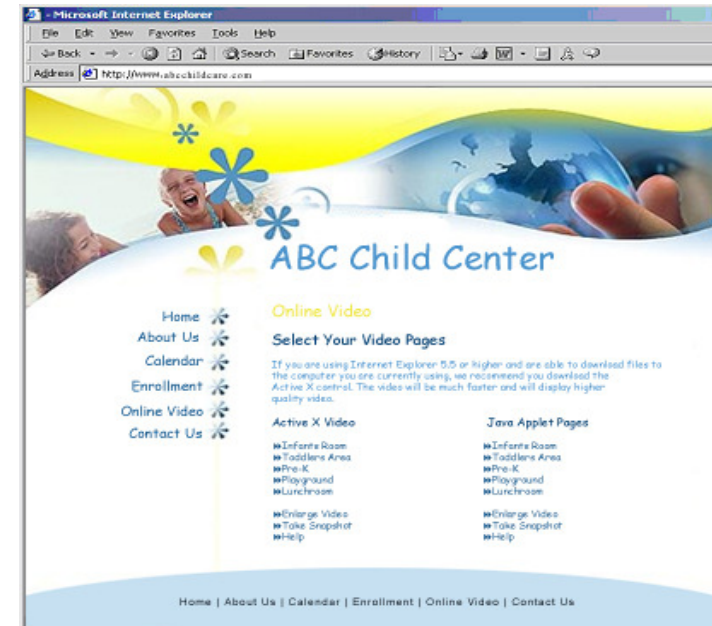 - Microsoft Internet Explorer
File Edit View Favorites Tools Help
Back Search Favorites History
Address http://www.abcchildcare.com
ABC Child Center
Home
About Us
Calendar
Enrollment
Online Video
Contact Us
Online Video
Select Your Video Pages
If you are using Internet Explorer 5.5 or higher and are able to download files to
the computer you are currently using, we recommend you download the
Active X control. The video will be much faster and will display higher
quality video.
Active X Video
Infants Room
Toddlers Area
Pre-K
Playground
Lunchroom
Enlarge Video
Take Snapshot
Help
Java Applet Pages
Infants Room
Toddlers Area
Pre-K
Playground
Lunchroom
Enlarge Video
Take Snapshot
Help
Home | About Us | Calendar | Enrollment | Online Video | Contact Us